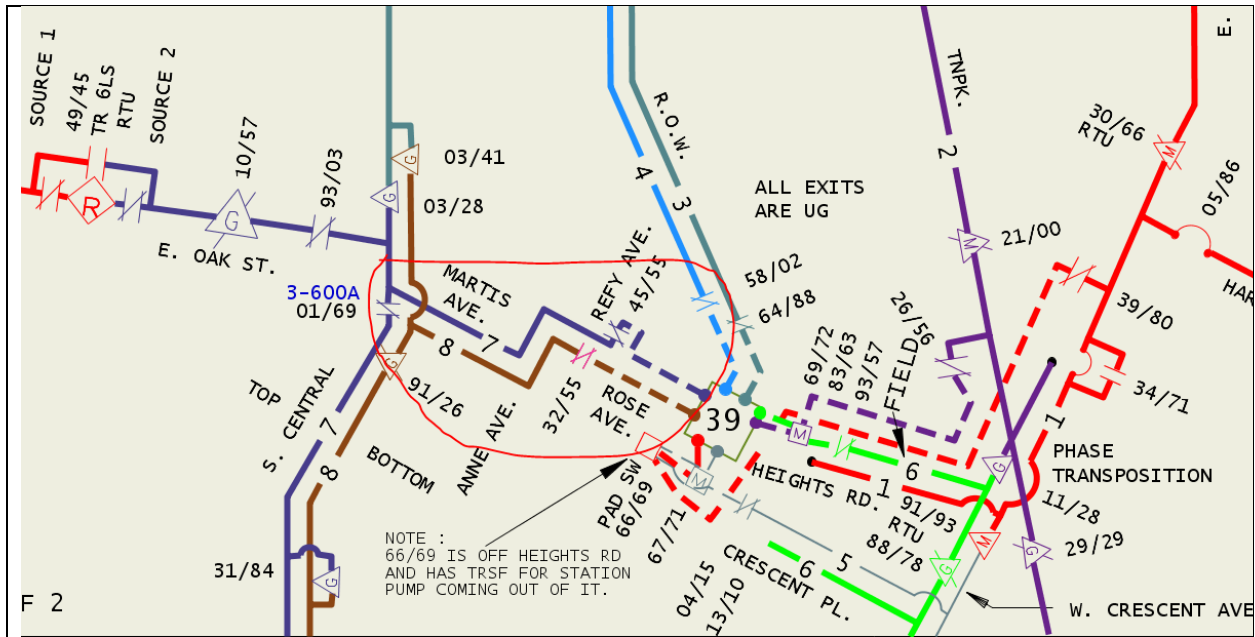 SOURCE 1
49/45
TR 6LS
RTU
SOURCE 2
10/57
93/03
R
G
E. OAK ST.
G
03/41
G
03/28
3-600A
01/69
MARTIS
AVE.
7
8
REFY AVE.
45/55
R.O.W.
4
3
ALL EXITS
ARE UG
58/02
64/88
TNPK.
2
M
21/00
30/66
RTU
M
E.
05/86
HAR
39/80
34/71
1
26/56
FIELD
69/72
83/63
93/57
39
M
6
HEIGHTS RD.
1
91/93
RTU
88/78
G
PHASE
TRANSPOSITION
11/28
M
G
29/29
G
91/26
TOP
S. CENTRAL
7
8
BOTTOM
ANNE AVE.
32/55
ROSE
AVE.
PAD SW
66/69
67/71
M
NOTE :
66/69 IS OFF HEIGHTS RD
AND HAS TRSF FOR STATION
PUMP COMING OUT OF IT.
04/15
13/10
CRESCENT PL.
6
5
G
W. CRESCENT AVE
31/84
G
F 2